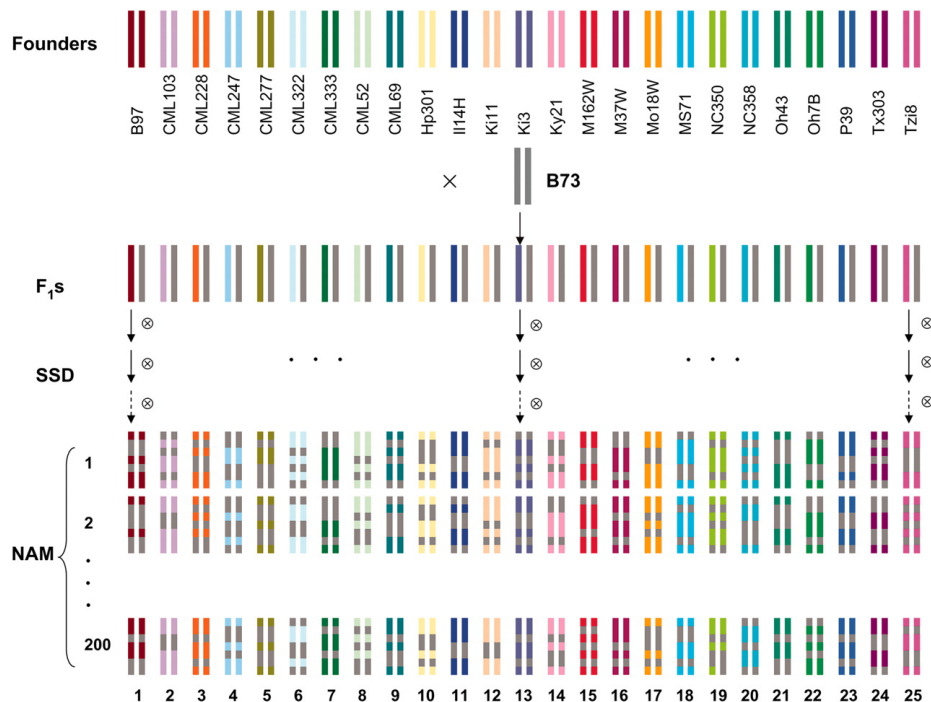 Founders
B97 CML103 CML228 CML247 CML277 CML322 CML333 CML52 CML69 Hp301 Il14H Ki11 Ki3 Ky21 M162W M37W Mo18W MS71 NC350 NC358 Oh43 Oh7B P39 Tx303 Tzi8
× B73
F₁s
SSD
. . . . . .
1
2
NAM
.
.
.
200
1 2 3 4 5 6 7 8 9 10 11 12 13 14 15 16 17 18 19 20 21 22 23 24 25